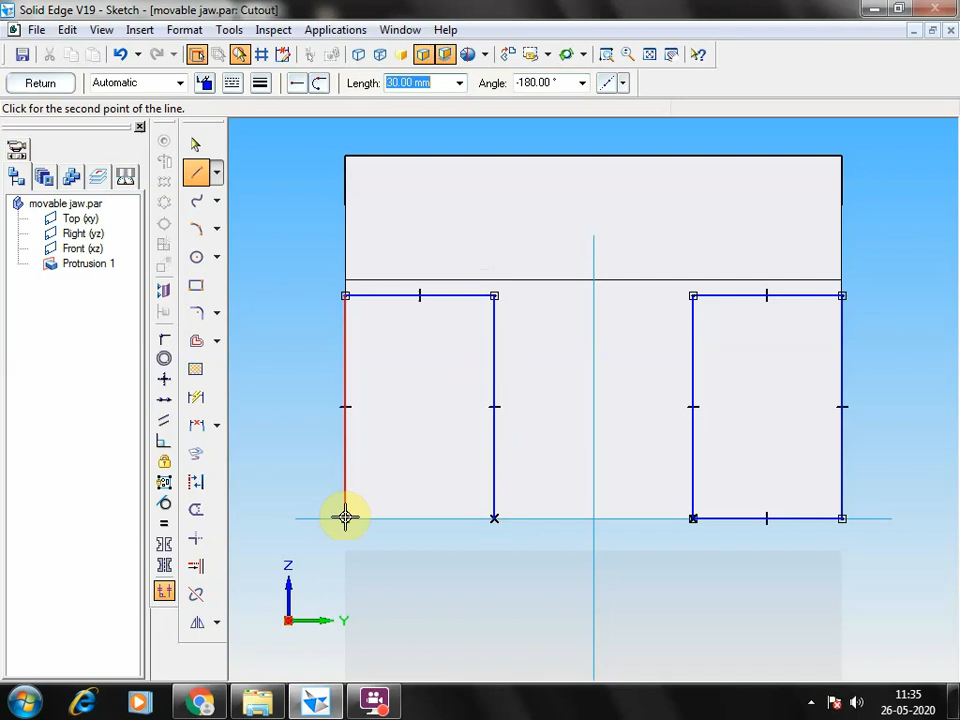 Solid Edge V19 - Sketch - [movable jaw.par: Cutout]
File Edit View Insert Format Tools Inspect Applications Window Help
Return Automatic Length: 30.00 mm Angle: -180.00 °
Click for the second point of the line.
movable jaw.par
Top (xy)
Right (yz)
Front (xz)
Protrusion 1
Z
Y
11:35
26-05-2020